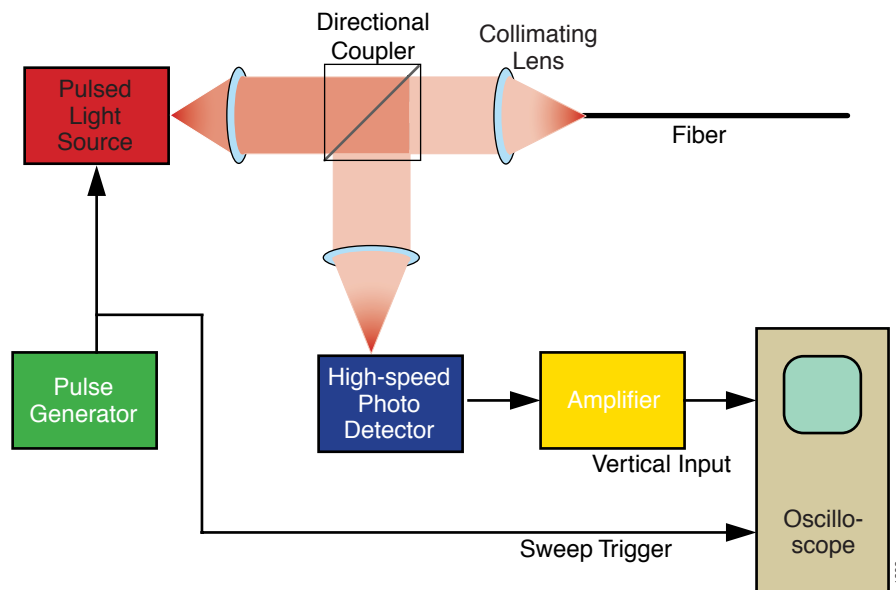 Directional
Coupler
Collimating
Lens
Pulsed
Light
Source
Fiber
Pulse
Generator
High-speed
Photo
Detector
Amplifier
Vertical Input
Oscillo-
scope
Sweep Trigger